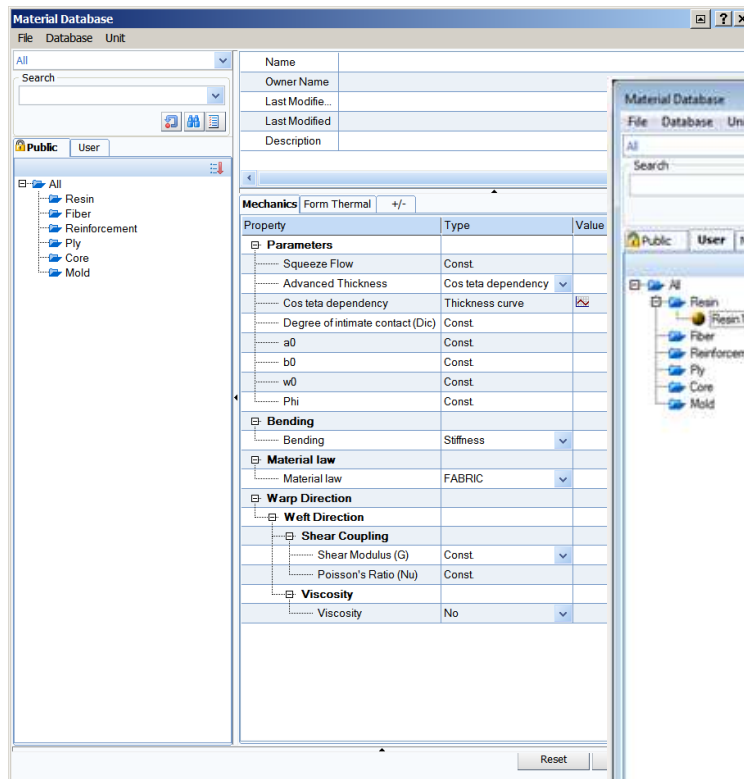 Material Database
File Database Unit
All
Search
Public User
All
Resin
Fiber
Reinforcement
Ply
Core
Mold
Name
Owner Name
Last Modifie...
Last Modified
Description
Mechanics Form Thermal +/-
Property Type Value
Parameters
Squeeze Flow Const.
Advanced Thickness Cos teta dependency
Cos teta dependency Thickness curve
Degree of intimate contact (Dic) Const.
a0 Const.
b0 Const.
w0 Const.
Phi Const.
Bending
Bending Stiffness
Material law
Material law FABRIC
Warp Direction
Weft Direction
Shear Coupling
Shear Modulus (G) Const.
Poisson's Ratio (Nu) Const.
Viscosity
Viscosity No
Reset
Material Database
File Database Uni
All
Search
Public User
All
Resin
Resin1
Fiber
Reinforcem
Ply
Core
Mold